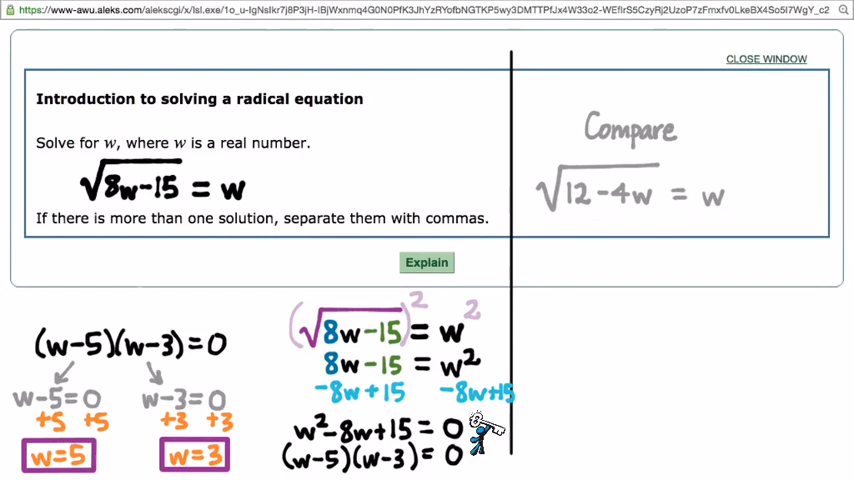 https://www-awu.aleks.com/alekscgi/x/Isl.exe/1o_u-IgNsIkr7j8P3jH-IBjWxnmq4G0N0PfK3JhYzRYofbNGTKP5wy3DMTTPfJx4W33o2-WEfIrS5CzyRj2UzoP7zFmxfv0LkeBX4So5I7WgY_c2
CLOSE WINDOW
Introduction to solving a radical equation
Solve for w, where w is a real number.
√(8w-15) = w
If there is more than one solution, separate them with commas.
Compare
√(12-4w) = w
Explain
(w-5)(w-3)=0
w-5=0 w-3=0
+5 +5 +3 +3
w=5 w=3
(√(8w-15))² = w²
8w-15 = w²
-8w+15 -8w+15
w²-8w+15=0
(w-5)(w-3)=0